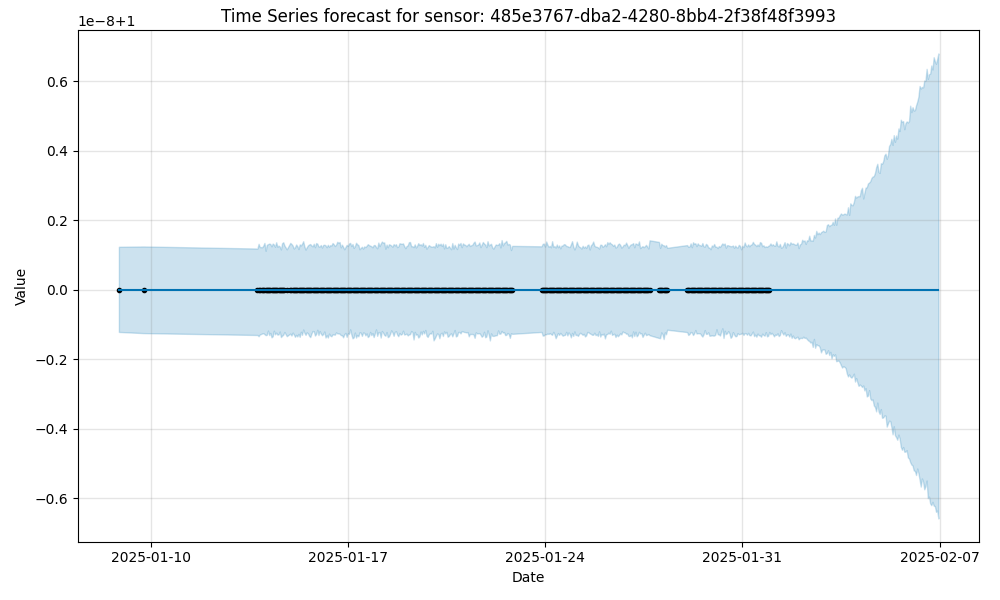 Time Series forecast for sensor: 485e3767-dba2-4280-8bb4-2f38f48f3993
1e−8+1
0.6
0.4
0.2
0.0
−0.2
−0.4
−0.6
Value
2025-01-10 2025-01-17 2025-01-24 2025-01-31 2025-02-07
Date